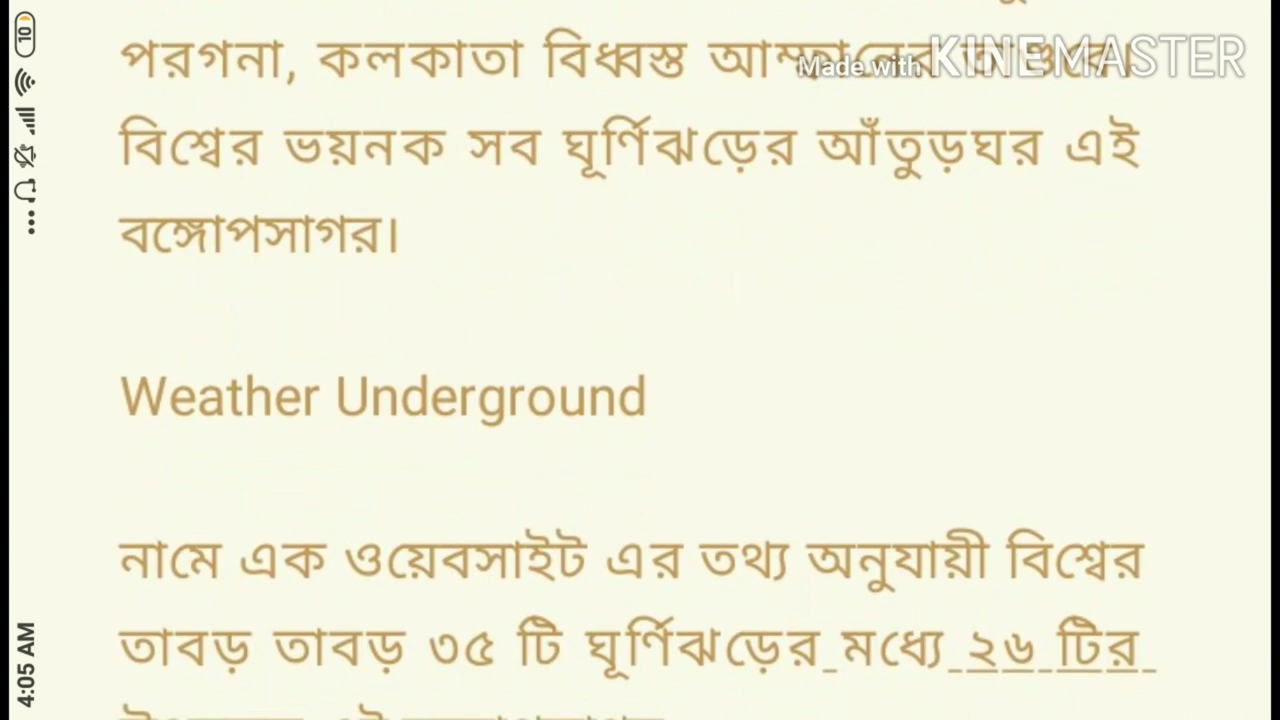 পরগনা, কলকাতা বিধ্বস্ত
Made with KINEMASTER
বিশ্বের ভয়নক সব ঘূর্ণিঝড়ের আঁতুড়ঘর এই
বঙ্গোপসাগর।
Weather Underground
নামে এক ওয়েবসাইট এর তথ্য অনুযায়ী বিশ্বের
তাবড় তাবড় ৩৫ টি ঘূর্ণিঝড়ের মধ্যে ২৬ টির
10
4:05 AM